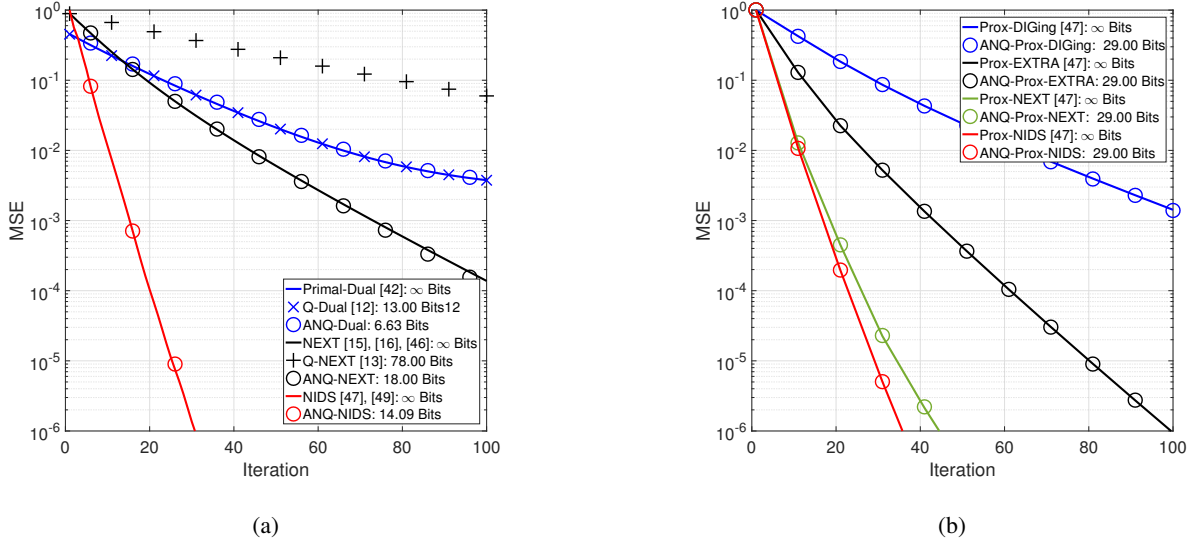 10^0
10^-1
10^-2
10^-3
10^-4
10^-5
10^-6
MSE
0 20 40 60 80 100
Iteration
Primal-Dual [42]: ∞ Bits
Q-Dual [12]: 13.00 Bits12
ANQ-Dual: 6.63 Bits
NEXT [15], [16], [46]: ∞ Bits
Q-NEXT [13]: 78.00 Bits
ANQ-NEXT: 18.00 Bits
NIDS [47], [49]: ∞ Bits
ANQ-NIDS: 14.09 Bits
(a)
10^0
10^-1
10^-2
10^-3
10^-4
10^-5
10^-6
MSE
0 20 40 60 80 100
Iteration
Prox-DIGing [47]: ∞ Bits
ANQ-Prox-DIGing: 29.00 Bits
Prox-EXTRA [47]: ∞ Bits
ANQ-Prox-EXTRA: 29.00 Bits
Prox-NEXT [47]: ∞ Bits
ANQ-Prox-NEXT: 29.00 Bits
Prox-NIDS [47]: ∞ Bits
ANQ-Prox-NIDS: 29.00 Bits
(b)